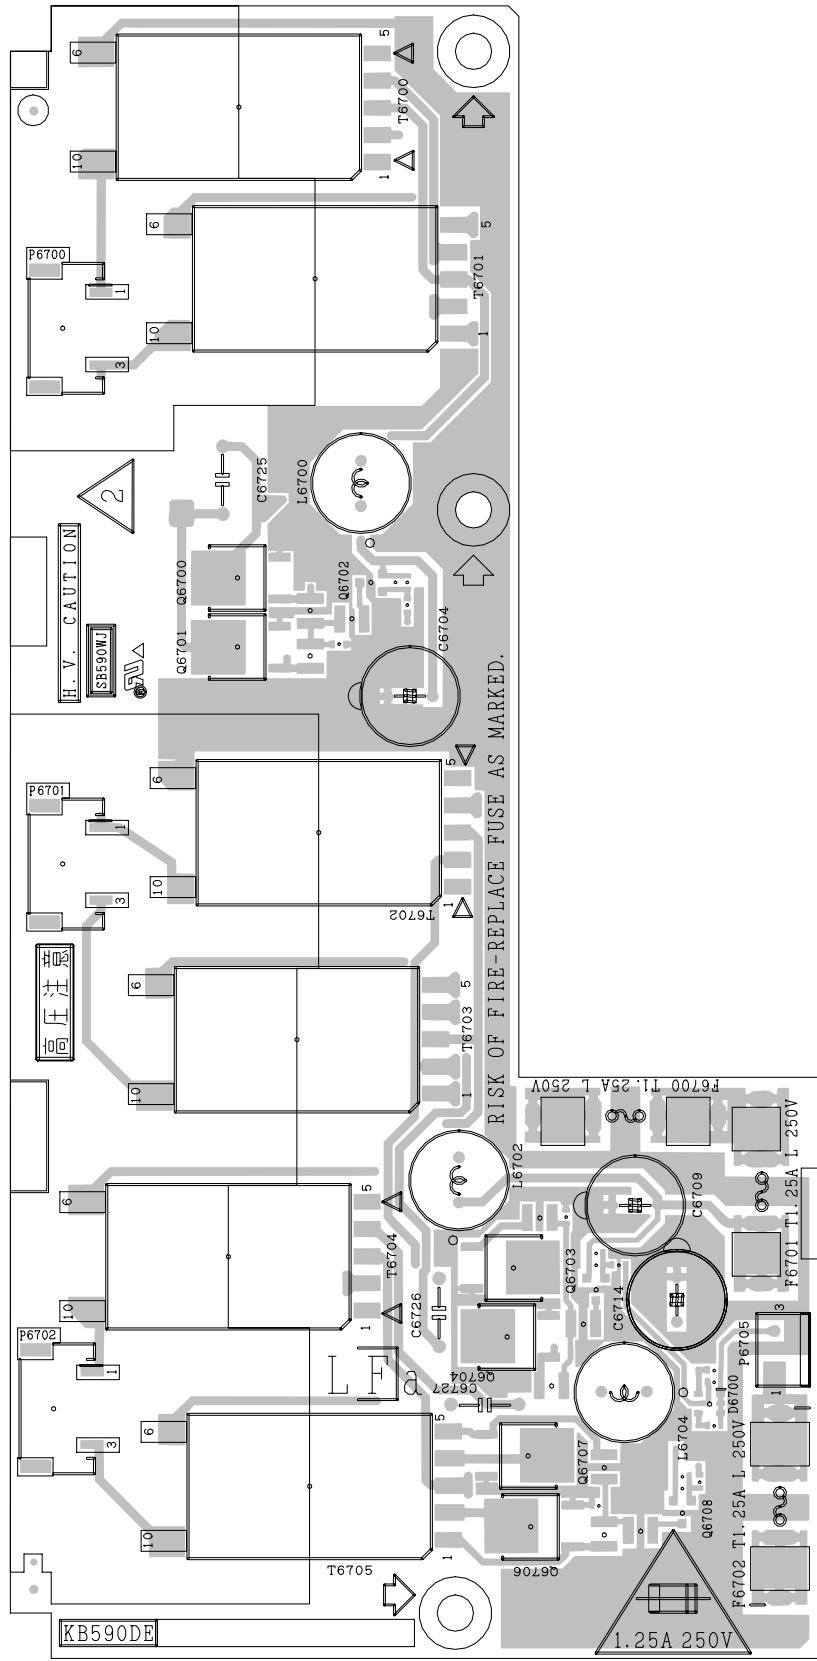 6
5
T6700
10
1
6
5
P6700
T6701
1
10
1
3
C6725
L6700
2
H.V. CAUTION
Q6700
Q6702
SB590WJ
Q6701
C6704
RISK OF FIRE-REPLACE FUSE AS MARKED.
6
5
P6701
1
10
1
3
T6702
高圧注意
6
5
T6703
10
1
F6700 T1.25A L 250V
L6702
6
5
C6709
F6701 T1.25A L 250V
T6704
Q6703
10
1
C6726
C6714
P6702
1
3
P6705
3
1
LFa
Q6704
C6727
D6700
6
5
3
Q6707
L6704
10
1
Q6708
F6702 T1.25A L 250V
T6705
Q6706
KB590DE
1.25A 250V